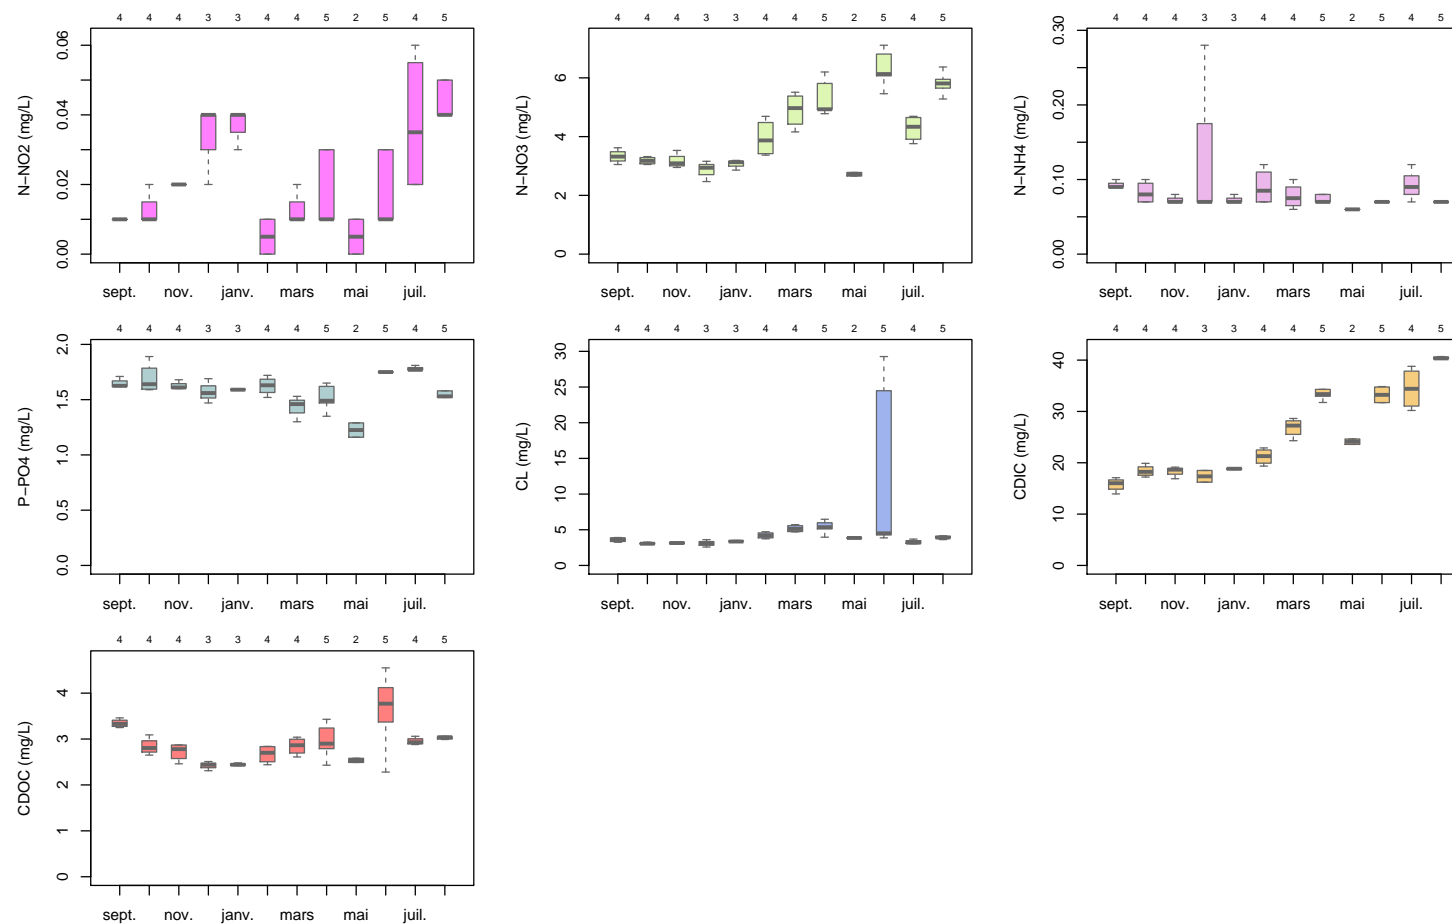 4 4 4 3 3 4 4 5 2 5 4 5
N−NO2 (mg/L)
0.00 0.02 0.04 0.06
sept. nov. janv. mars mai juil.
4 4 4 3 3 4 4 5 2 5 4 5
N−NO3 (mg/L)
0 2 4 6
sept. nov. janv. mars mai juil.
4 4 4 3 3 4 4 5 2 5 4 5
N−NH4 (mg/L)
0.00 0.10 0.20 0.30
sept. nov. janv. mars mai juil.
4 4 4 3 3 4 4 5 2 5 4 5
P−PO4 (mg/L)
0.0 0.5 1.0 1.5 2.0
sept. nov. janv. mars mai juil.
4 4 4 3 3 4 4 5 2 5 4 5
CL (mg/L)
0 5 10 15 20 25 30
sept. nov. janv. mars mai juil.
4 4 4 3 3 4 4 5 2 5 4 5
CDIC (mg/L)
0 10 20 30 40
sept. nov. janv. mars mai juil.
4 4 4 3 3 4 4 5 2 5 4 5
CDOC (mg/L)
0 1 2 3 4
sept. nov. janv. mars mai juil.